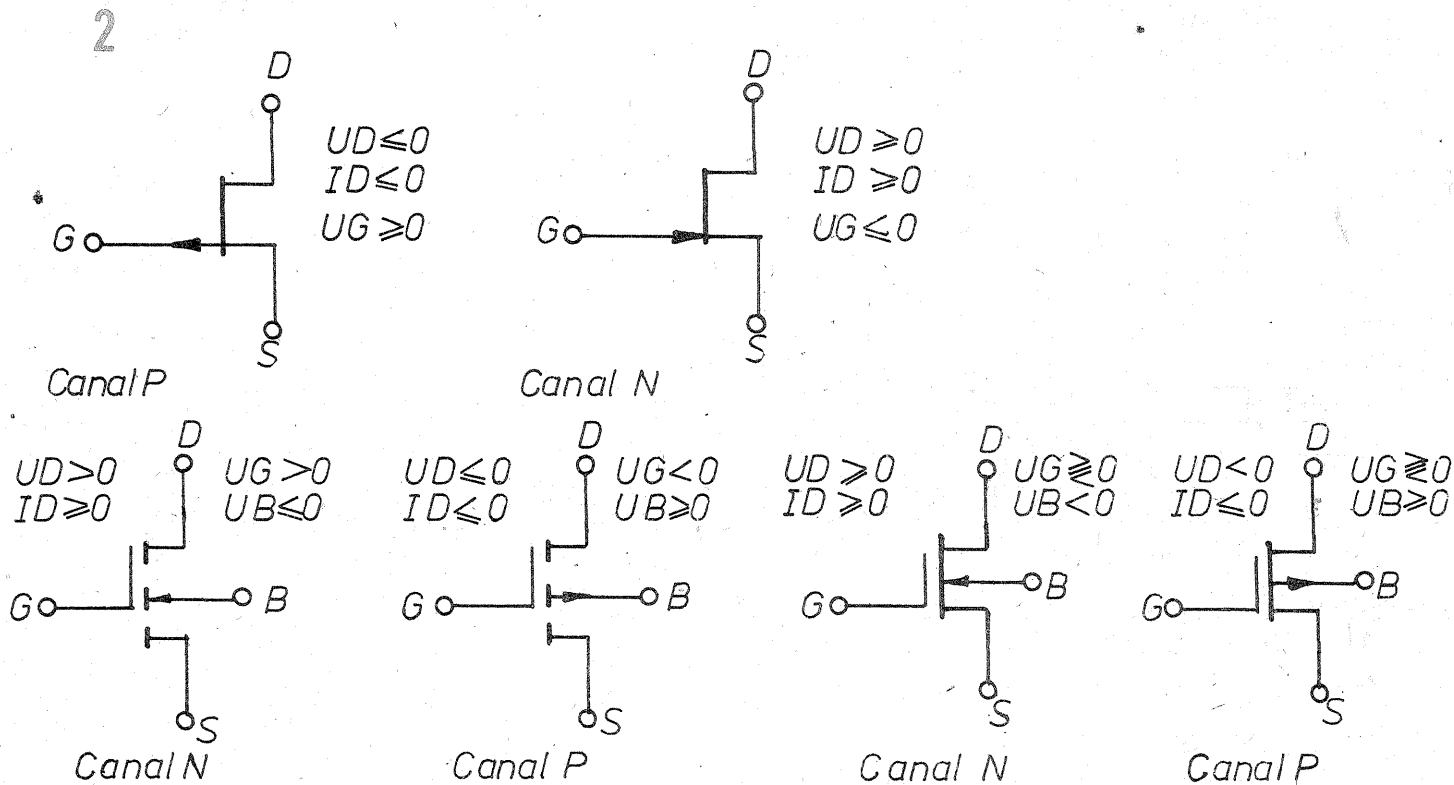 2
D
UD≤0
ID≤0
UG≥0
G
S
Canal P
D
UD≥0
ID≥0
UG≤0
G
S
Canal N
D
UD>0
ID≥0
UG>0
UB≤0
G
B
S
Canal N
D
UD≤0
ID≤0
UG<0
UB≥0
G
B
S
Canal P
D
UD≥0
ID≥0
UG⪌0
UB<0
G
B
S
Canal N
D
UD<0
ID≤0
UG⪌0
UB≥0
G
B
S
Canal P